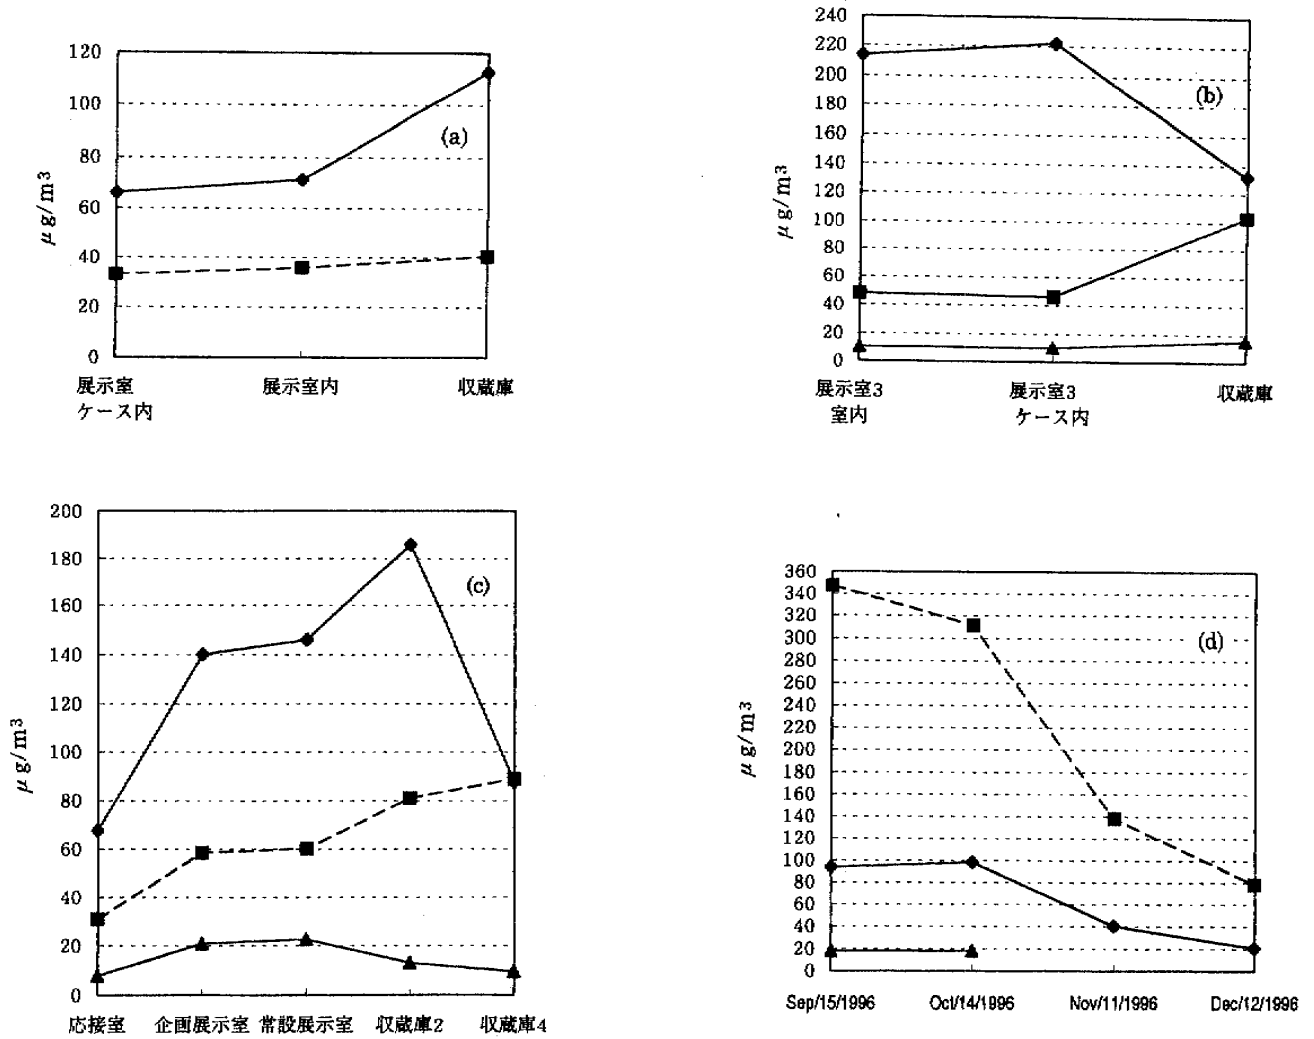 120
100
80
60
40
20
0
μg/m³
(a)
展示室
ケース内
展示室内
収蔵庫
240
220
200
180
160
140
120
100
80
60
40
20
0
μg/m³
(b)
展示室3
室内
展示室3
ケース内
収蔵庫
200
180
160
140
120
100
80
60
40
20
0
μg/m³
(c)
応接室
企画展示室
常設展示室
収蔵庫2
収蔵庫4
360
340
320
300
280
260
240
220
200
180
160
140
120
100
80
60
40
20
0
μg/m³
(d)
Sep/15/1996
Oct/14/1996
Nov/11/1996
Dec/12/1996